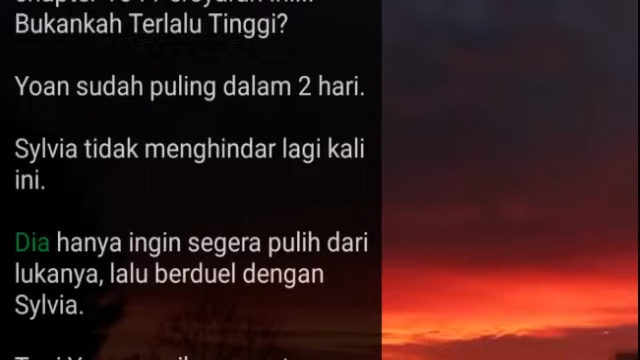 Bukankah Terlalu Tinggi?
Yoan sudah puling dalam 2 hari.
Sylvia tidak menghindar lagi kali
ini.
Dia hanya ingin segera pulih dari
lukanya, lalu berduel dengan
Sylvia.